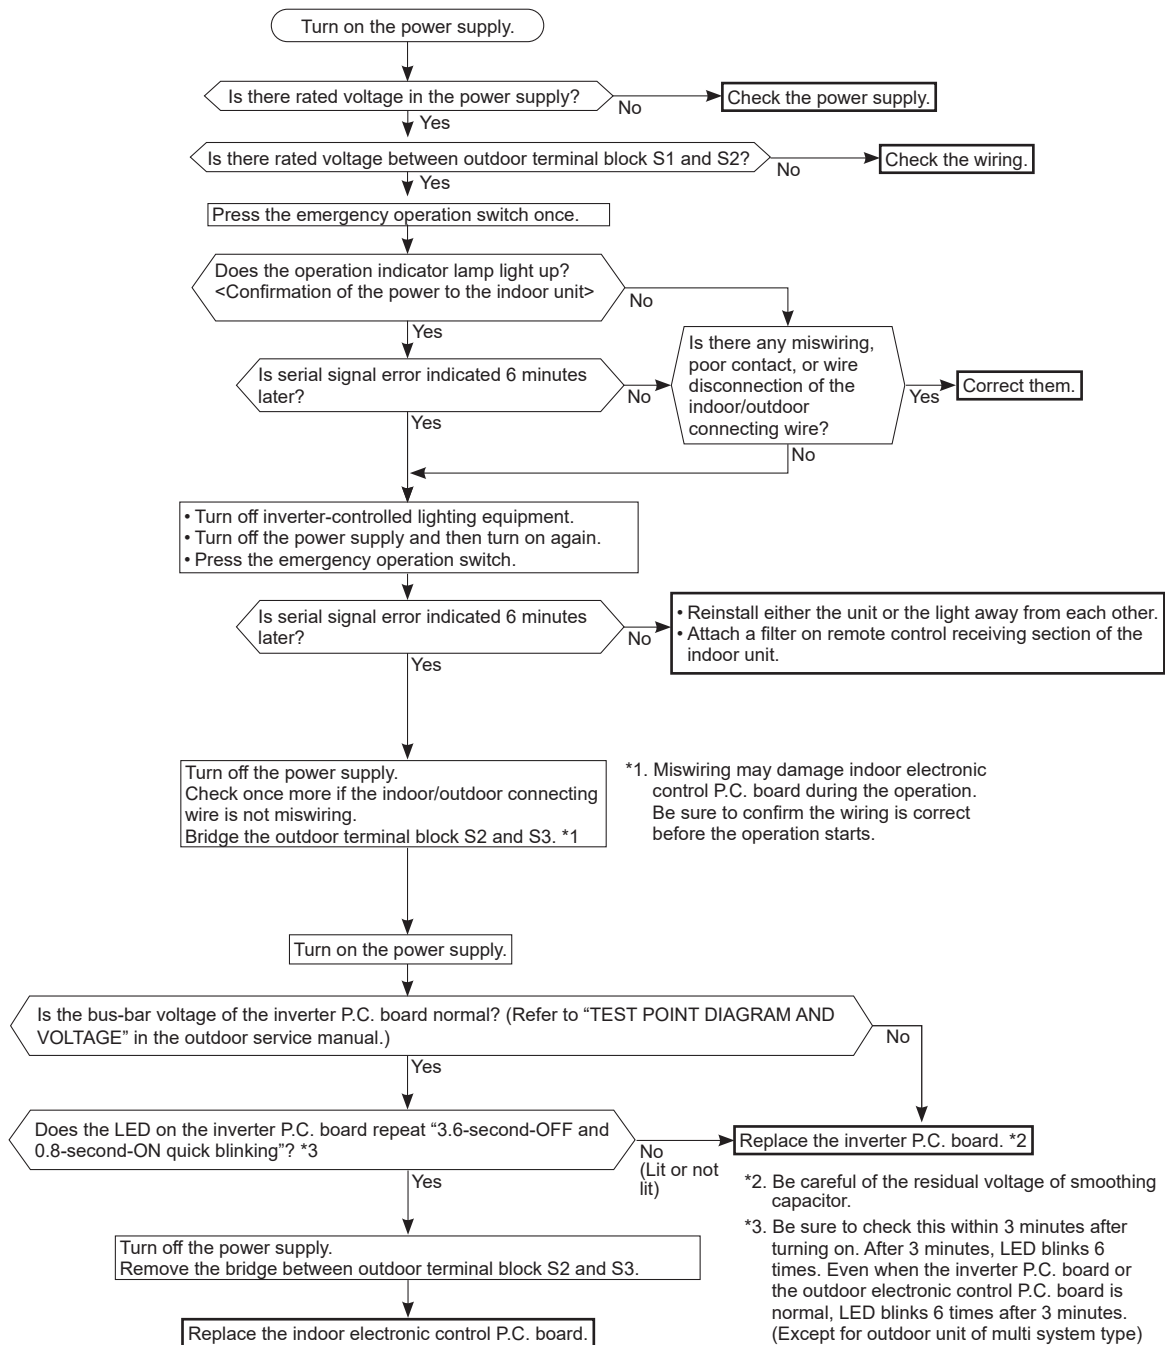 Turn on the power supply.
Is there rated voltage in the power supply?
No
Check the power supply.
Yes
Is there rated voltage between outdoor terminal block S1 and S2?
No
Check the wiring.
Yes
Press the emergency operation switch once.
Does the operation indicator lamp light up?
<Confirmation of the power to the indoor unit>
No
Yes
Is there any miswiring,
poor contact, or wire
disconnection of the
indoor/outdoor
connecting wire?
Yes
Correct them.
No
Is serial signal error indicated 6 minutes
later?
No
Yes
• Turn off inverter-controlled lighting equipment.
• Turn off the power supply and then turn on again.
• Press the emergency operation switch.
Is serial signal error indicated 6 minutes
later?
No
• Reinstall either the unit or the light away from each other.
• Attach a filter on remote control receiving section of the
indoor unit.
Yes
Turn off the power supply.
Check once more if the indoor/outdoor connecting
wire is not miswiring.
Bridge the outdoor terminal block S2 and S3. *1
*1. Miswiring may damage indoor electronic
control P.C. board during the operation.
Be sure to confirm the wiring is correct
before the operation starts.
Turn on the power supply.
Is the bus-bar voltage of the inverter P.C. board normal? (Refer to “TEST POINT DIAGRAM AND
VOLTAGE” in the outdoor service manual.)
No
Yes
Does the LED on the inverter P.C. board repeat “3.6-second-OFF and
0.8-second-ON quick blinking”? *3
No
(Lit or not
lit)
Replace the inverter P.C. board. *2
Yes
*2. Be careful of the residual voltage of smoothing
capacitor.
*3. Be sure to check this within 3 minutes after
turning on. After 3 minutes, LED blinks 6
times. Even when the inverter P.C. board or
the outdoor electronic control P.C. board is
normal, LED blinks 6 times after 3 minutes.
(Except for outdoor unit of multi system type)
Turn off the power supply.
Remove the bridge between outdoor terminal block S2 and S3.
Replace the indoor electronic control P.C. board.